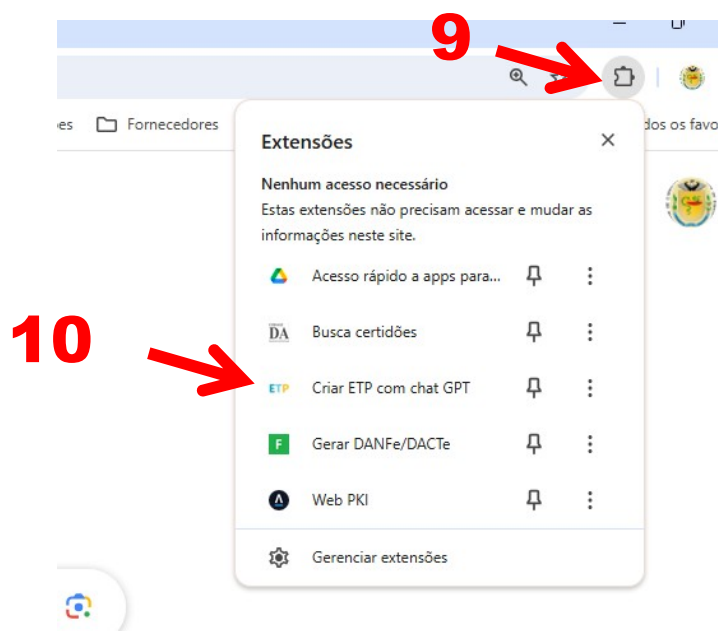 9
es Fornecedores
dos os favo
Extensões
Nenhum acesso necessário
Estas extensões não precisam acessar e mudar as
informações neste site.
Acesso rápido a apps para...
DA Busca certidões
10
ETP Criar ETP com chat GPT
F Gerar DANFe/DACTe
Web PKI
Gerenciar extensões